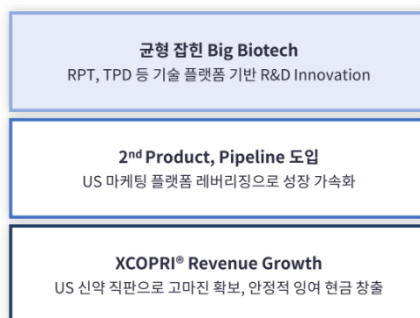 균형 잡힌 Big Biotech
RPT, TPD 등 기술 플랫폼 기반 R&D Innovation
2nd Product, Pipeline 도입
US 마케팅 플랫폼 레버리징으로 성장 가속화
XCOPRI® Revenue Growth
US 신약 직판으로 고마진 확보, 안정적 잉여 현금 창출